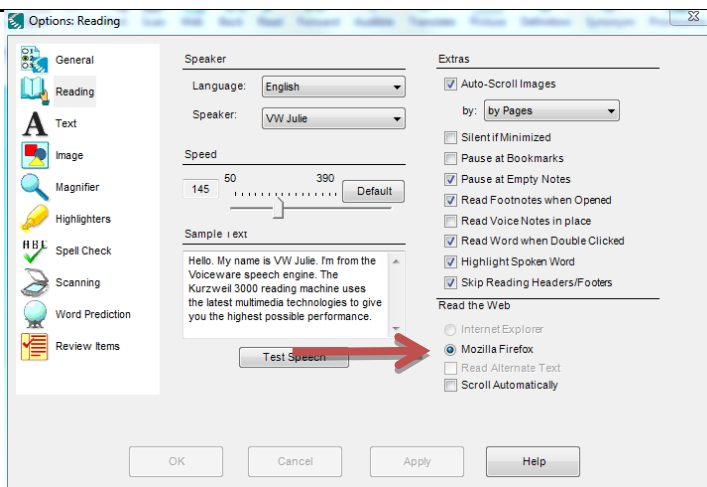 Options: Reading
General
Reading
Text
Image
Magnifier
Highlighters
Spell Check
Scanning
Word Prediction
Review Items
Speaker
Language: English
Speaker: VW Julie
Speed
145 50 390 Default
Sample Text
Hello. My name is VW Julie. I'm from the
Voiceware speech engine. The
Kurzweil 3000 reading machine uses
the latest multimedia technologies to give
you the highest possible performance.
Test Speech
Extras
Auto-Scroll Images
by: by Pages
Silent if Minimized
Pause at Bookmarks
Pause at Empty Notes
Read Footnotes when Opened
Read Voice Notes in place
Read Word when Double Clicked
Highlight Spoken Word
Skip Reading Headers/Footers
Read the Web
Internet Explorer
Mozilla Firefox
Read Alternate Text
Scroll Automatically
OK Cancel Apply Help